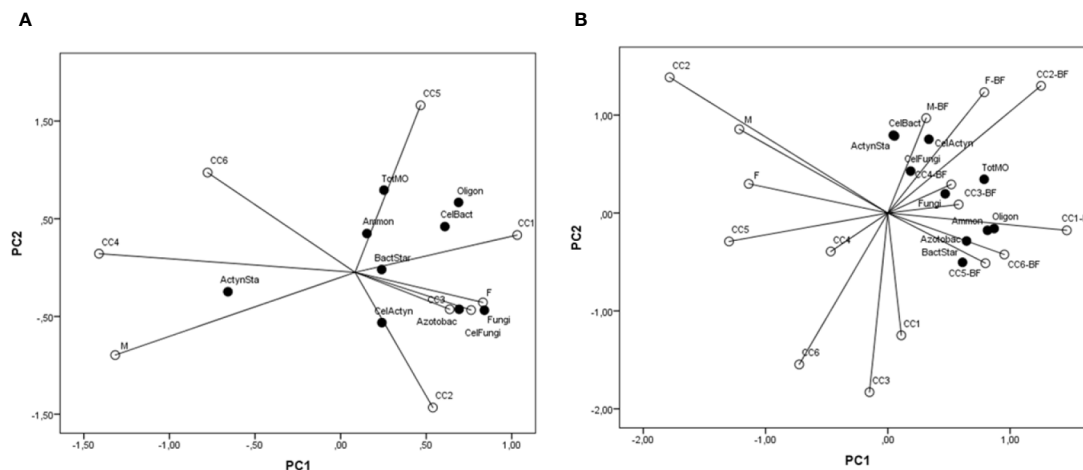 A
B
PC2
1,50
,50
-,50
-1,50
CC5
CC6
TotMO
Oligon
CelBact
CC1
Ammon
CC4
BactStar
ActynSta
CC3
F
Azotobac
Fungi
CelFungi
CelActyn
M
CC2
-1,50
-1,00
-,50
,00
,50
1,00
PC1
PC2
1,00
,00
-1,00
-2,00
CC2
F-BF
CC2-BF
M
M-BF
CelBact
ActynSta
CelActyn
CelFungi
CC4-BF
TotMO
F
CC3-BF
Fungi
Ammon
Oligon
CC1-
CC5
CC4
Azotobac
BactStar
CC6-BF
CC5-BF
CC1
CC6
CC3
-2,00
-1,00
,00
1,00
PC1